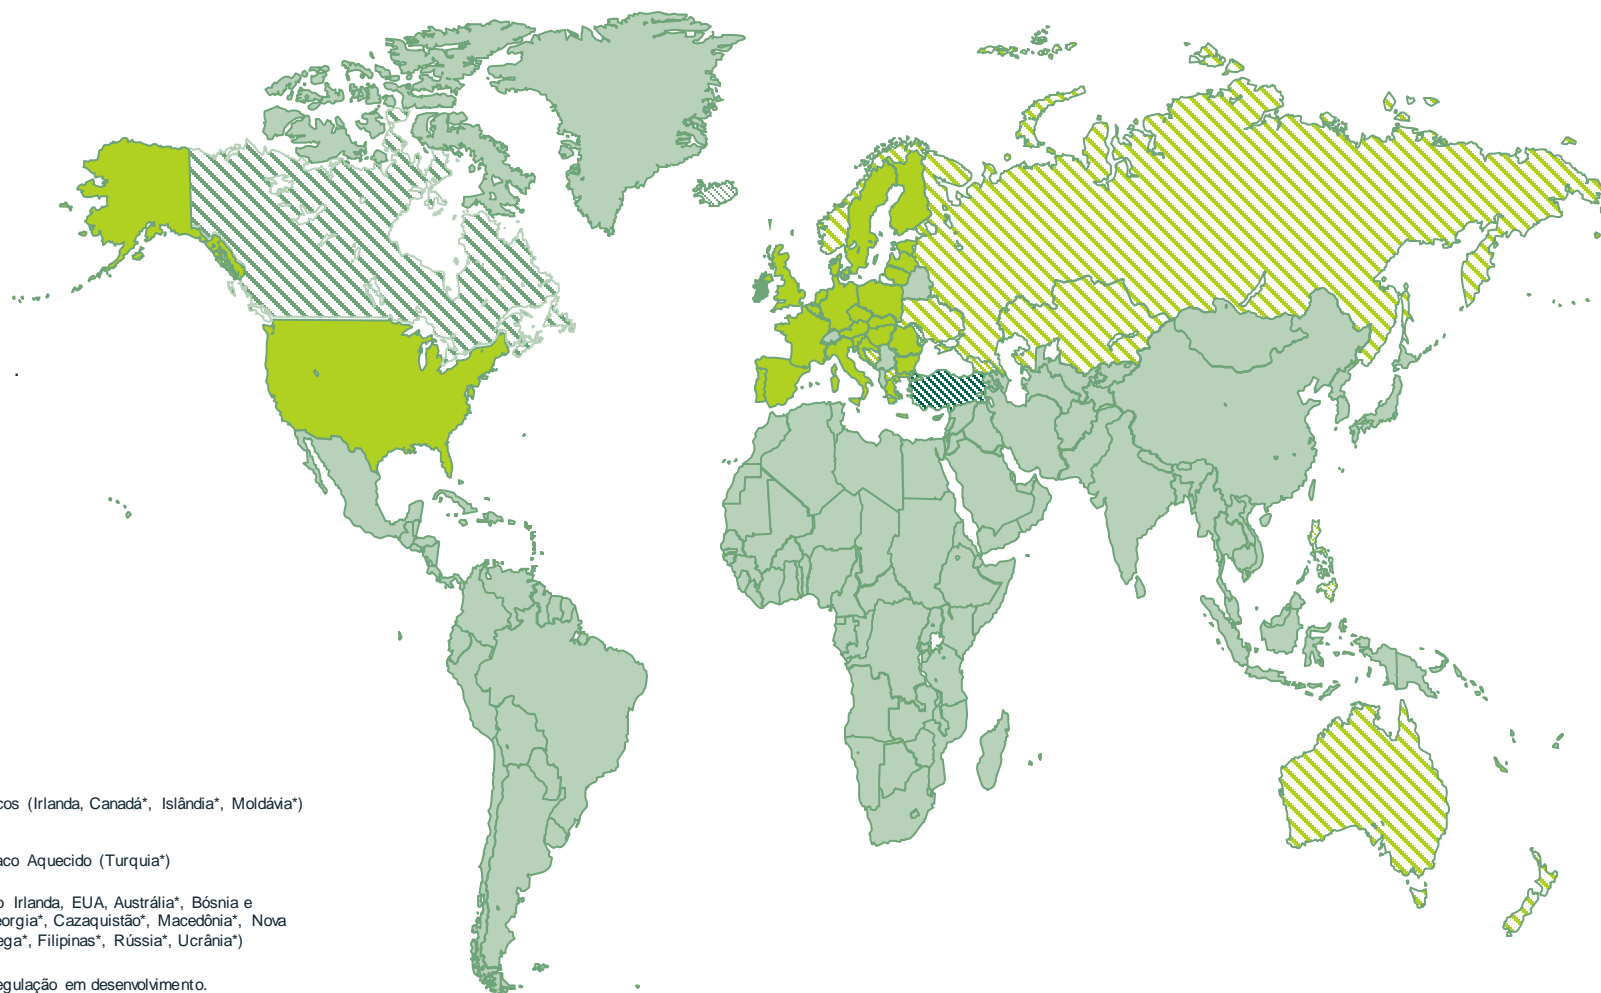 cos (Irlanda, Canadá*, Islândia*, Moldávia*)
aco Aquecido (Turquia*)
o Irlanda, EUA, Austrália*, Bósnia e
eorgia*, Cazaquistão*, Macedônia*, Nova
ega*, Filipinas*, Rússia*, Ucrânia*)
egulação em desenvolvimento.